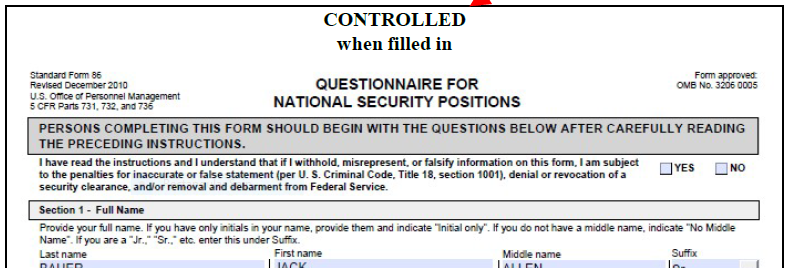 CONTROLLED
when filled in
Standard Form 86
Revised December 2010
U.S. Office of Personnel Management
5 CFR Parts 731, 732, and 736
QUESTIONNAIRE FOR
NATIONAL SECURITY POSITIONS
Form approved:
OMB No. 3206 0005
PERSONS COMPLETING THIS FORM SHOULD BEGIN WITH THE QUESTIONS BELOW AFTER CAREFULLY READING
THE PRECEDING INSTRUCTIONS.
I have read the instructions and I understand that if I withhold, misrepresent, or falsify information on this form, I am subject
to the penalties for inaccurate or false statement (per U. S. Criminal Code, Title 18, section 1001), denial or revocation of a
security clearance, and/or removal and debarment from Federal Service.
YES NO
Section 1 - Full Name
Provide your full name. If you have only initials in your name, provide them and indicate "Initial only". If you do not have a middle name, indicate "No Middle
Name". If you are a "Jr.," "Sr.," etc. enter this under Suffix.
Last name First name Middle name Suffix
BAUER JACK ALLEN